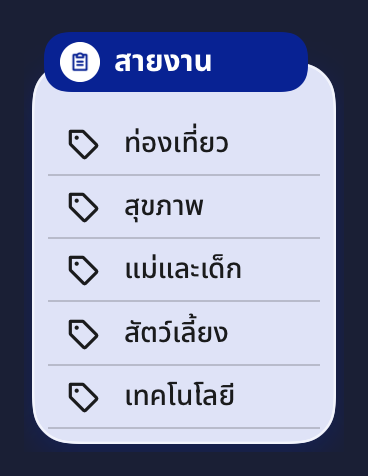 สายงาน
ท่องเที่ยว
สุขภาพ
แม่และเด็ก
สัตว์เลี้ยง
เทคโนโลยี